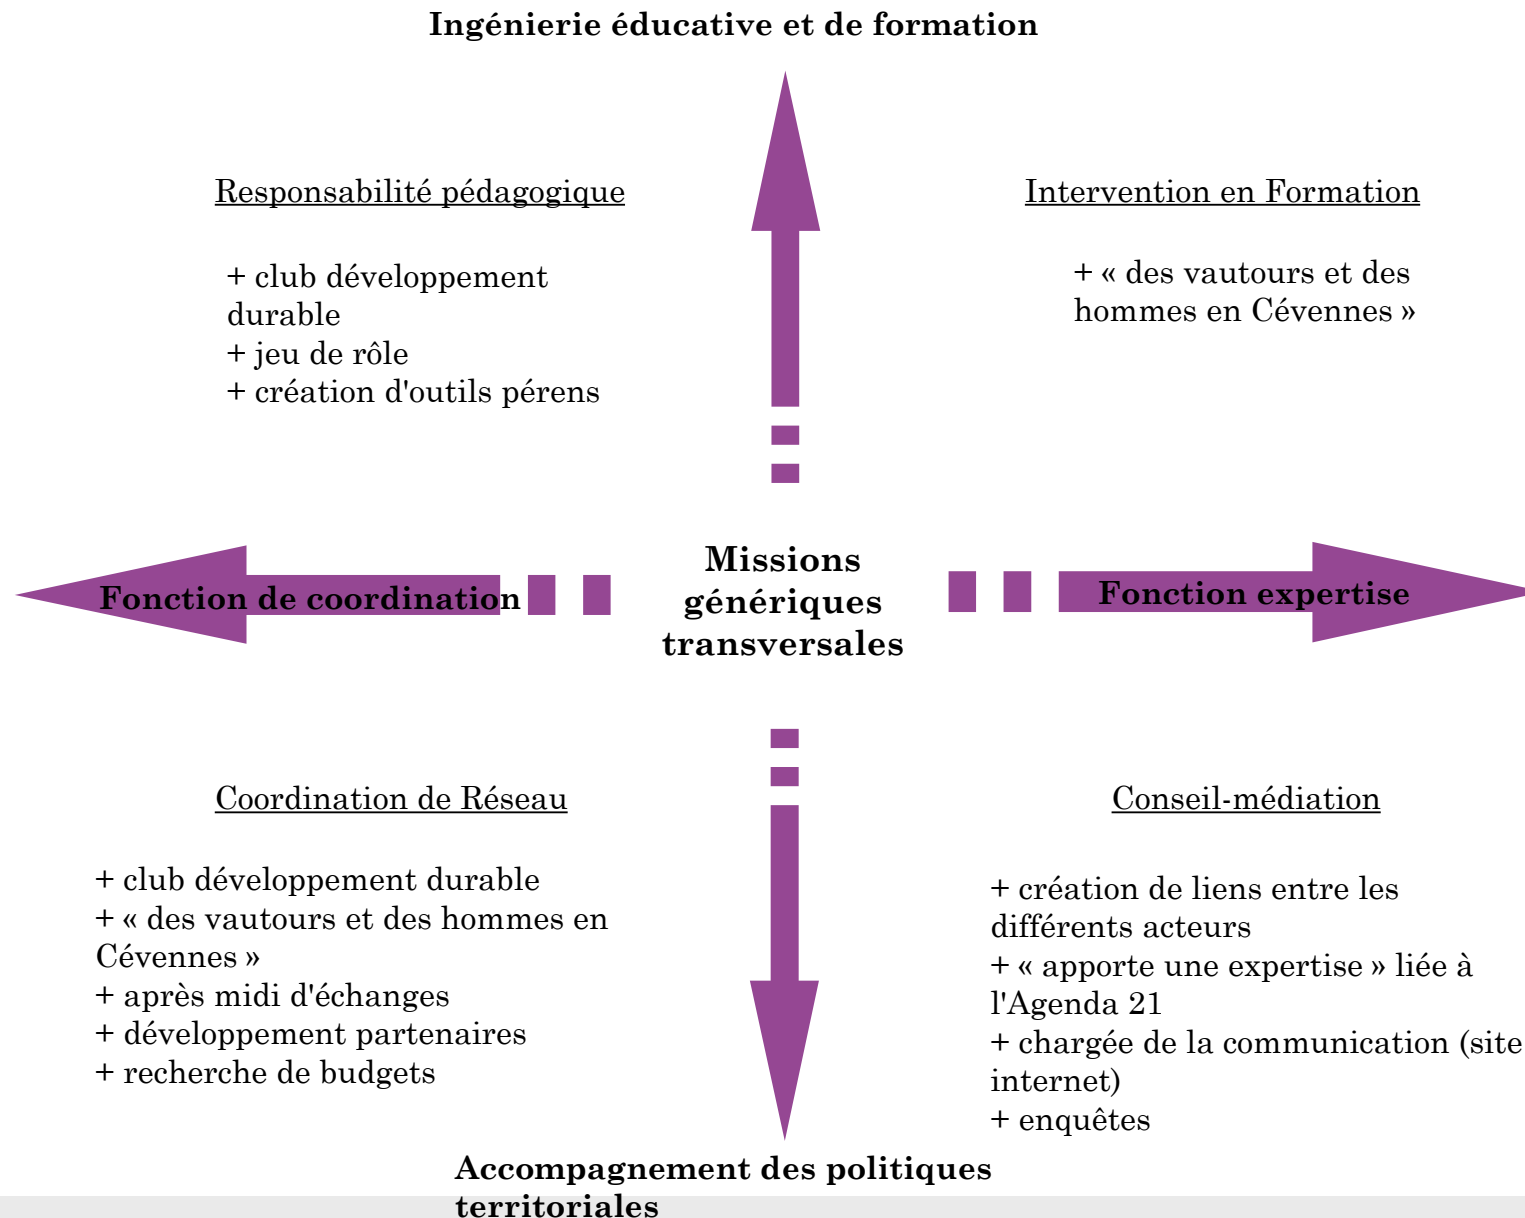 Ingénierie éducative et de formation
Responsabilité pédagogique
+ club développement
durable
+ jeu de rôle
+ création d'outils pérens
Intervention en Formation
+ « des vautours et des
hommes en Cévennes »
Fonction de coordination
Missions
génériques
transversales
Fonction expertise
Coordination de Réseau
+ club développement durable
+ « des vautours et des hommes en
Cévennes »
+ après midi d'échanges
+ développement partenaires
+ recherche de budgets
Conseil-médiation
+ création de liens entre les
différents acteurs
+ « apporte une expertise » liée à
l'Agenda 21
+ chargée de la communication (site
internet)
+ enquêtes
Accompagnement des politiques
territoriales